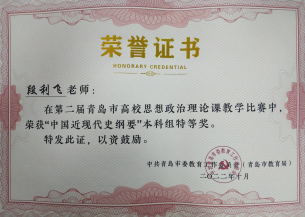 荣誉证书
HONORARY CREDENTIAL
段利飞老师：
在第二届青岛市高校思想政治理论课教学比赛中，
荣获“中国近现代史纲要”本科组特等奖。
特发此证，以资鼓励。
中共青岛市委教育工作委员会（青岛市教育局）
二〇二二年十月